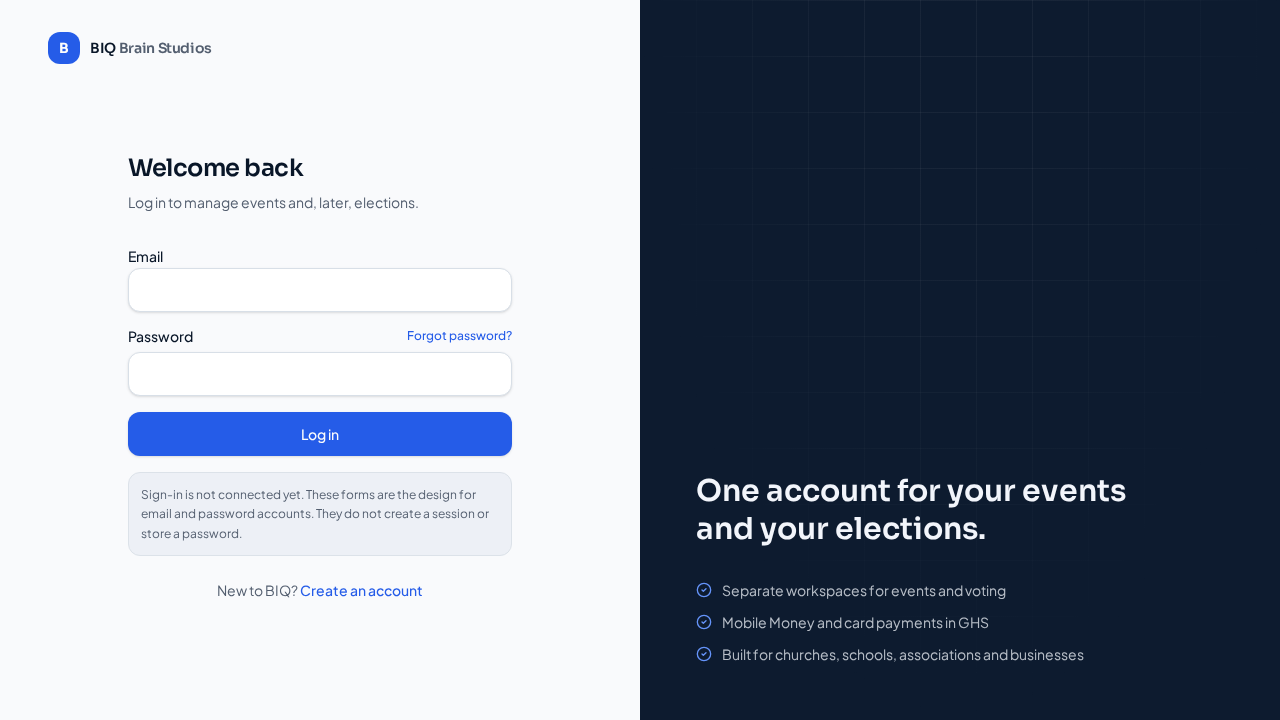 B BIQ Brain Studios
Welcome back
Log in to manage events and, later, elections.
Email
Password Forgot password?
Log in
Sign-in is not connected yet. These forms are the design for
email and password accounts. They do not create a session or
store a password.
New to BIQ? Create an account
One account for your events
and your elections.
Separate workspaces for events and voting
Mobile Money and card payments in GHS
Built for churches, schools, associations and businesses